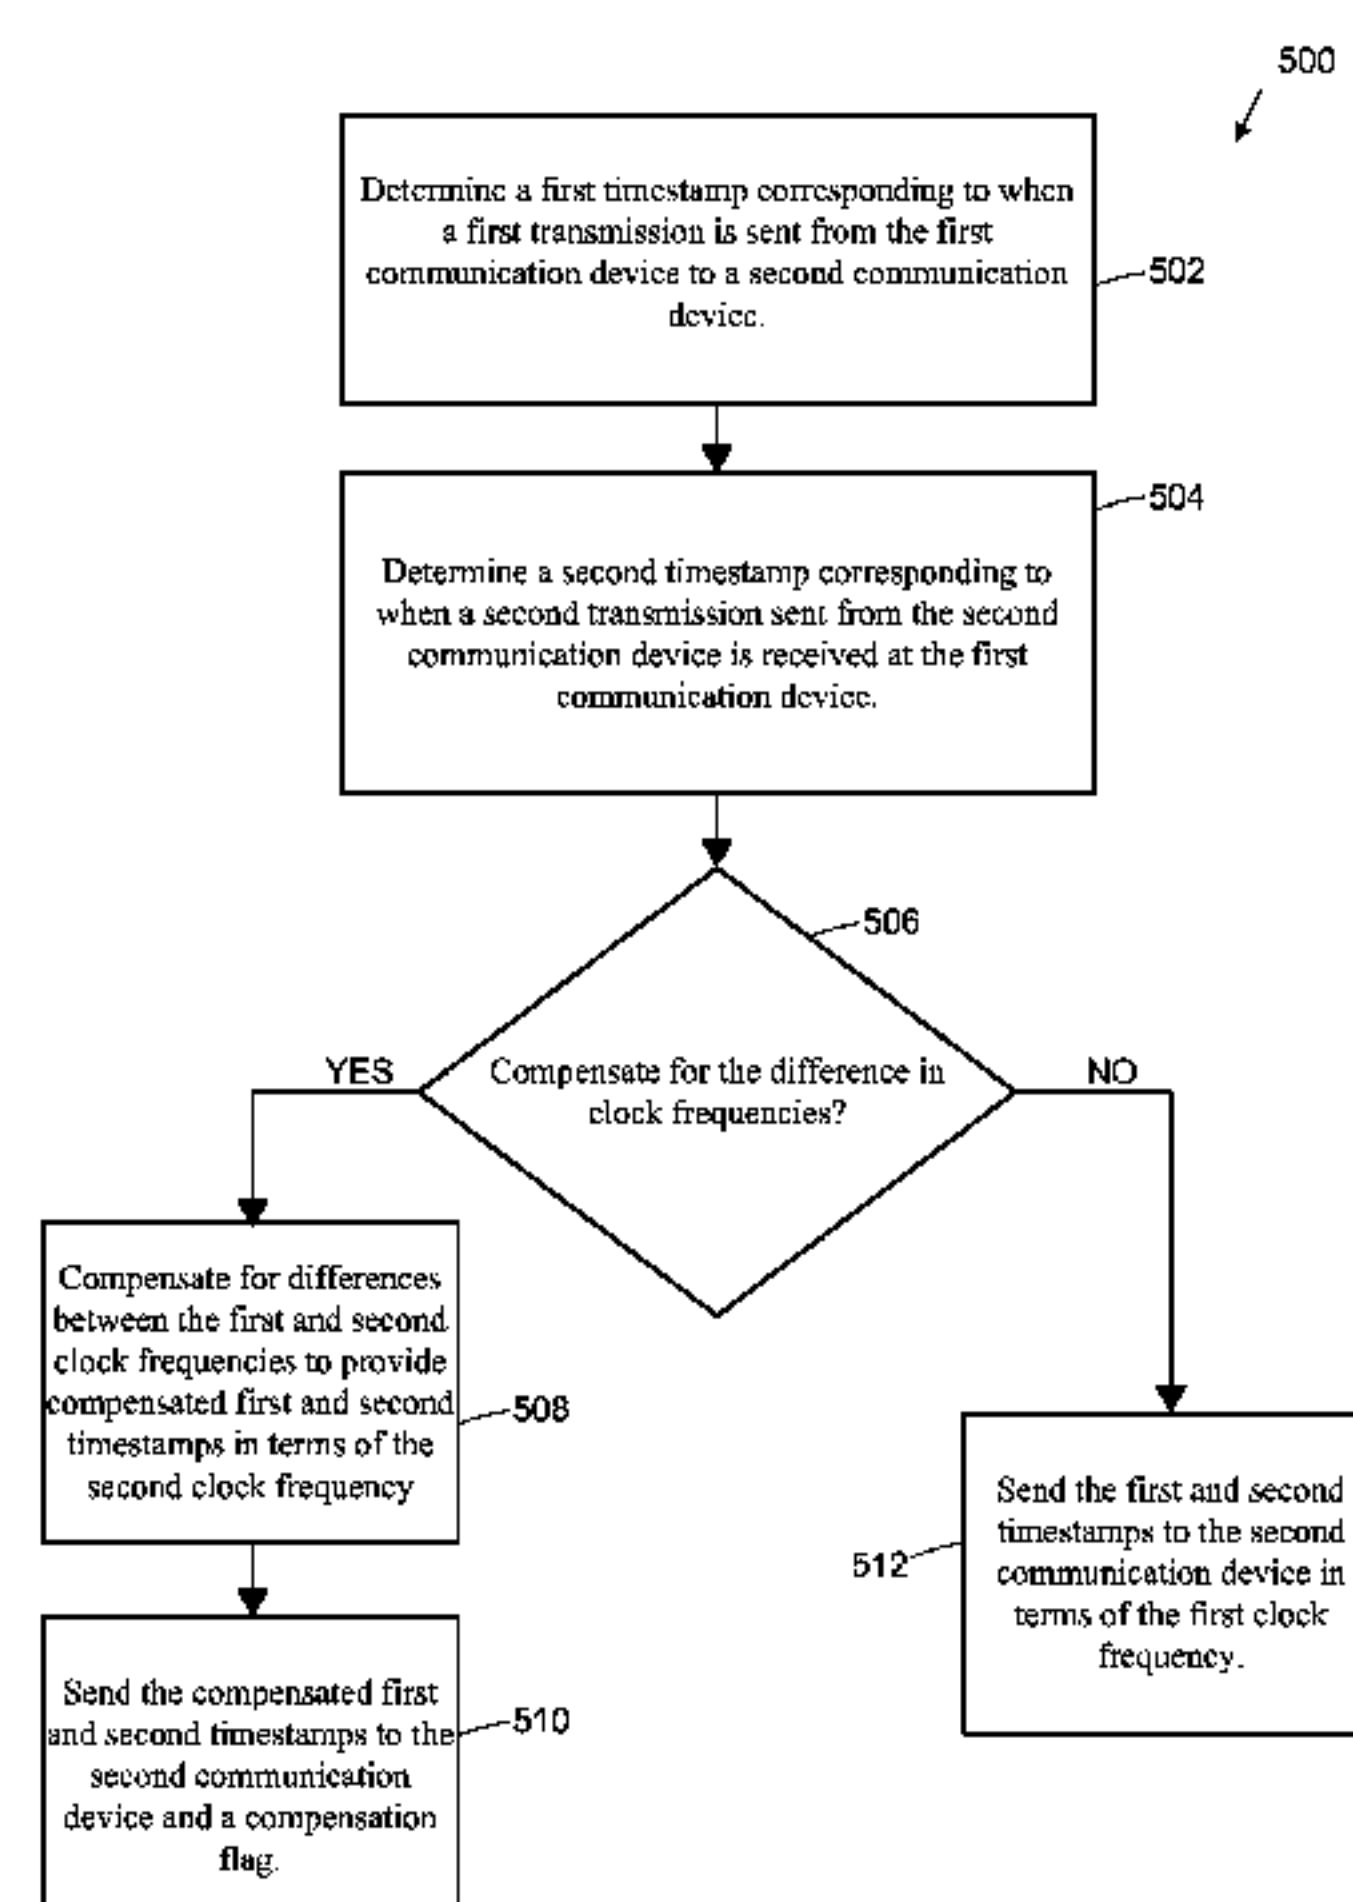 500
Determine a first timestamp corresponding to when
a first transmission is sent from the first
communication device to a second communication
device.
502
504
Determine a second timestamp corresponding to
when a second transmission sent from the second
communication device is received at the first
communication device.
506
YES
Compensate for the difference in
clock frequencies?
NO
Compensate for differences
between the first and second
clock frequencies to provide
compensated first and second
timestamps in terms of the
second clock frequency
508
Send the first and second
timestamps to the second
communication device in
terms of the first clock
frequency.
512
Send the compensated first
and second timestamps to the
second communication
device and a compensation
flag.
510